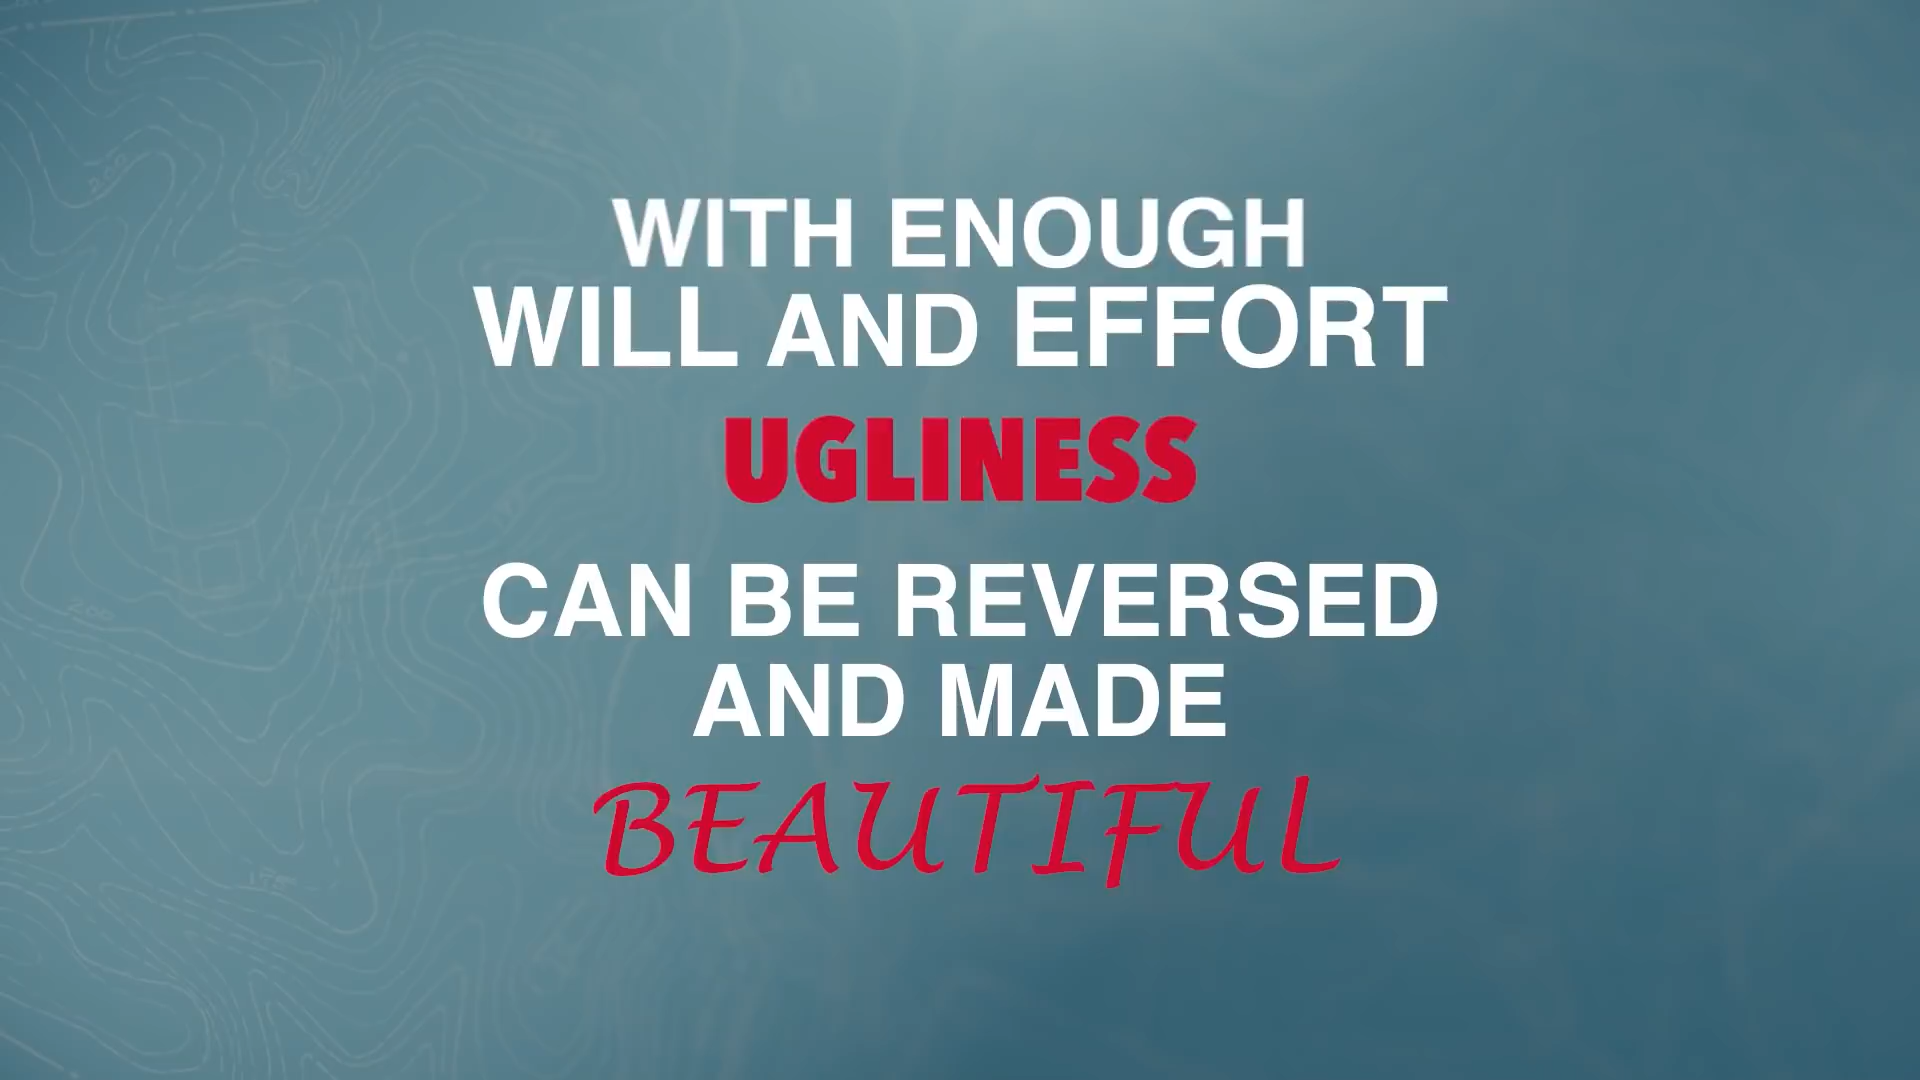 WITH ENOUGH
WILL AND EFFORT
UGLINESS
CAN BE REVERSED
AND MADE
BEAUTIFUL